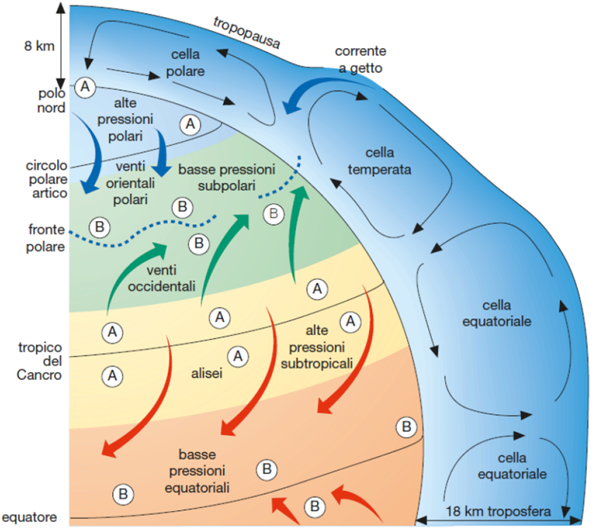 tropopausa
8 km
cella
polare
corrente
a getto
polo
nord
A
alte
pressioni
polari
A
cella
temperata
circolo
polare
artico
venti
orientali
polari
basse pressioni
subpolari
B
B
B
B
fronte
polare
venti
occidentali
A
A
A
A
cella
equatoriale
tropico
del
Cancro
A
alisei
A
alte
pressioni
subtropicali
B
basse
pressioni
equatoriali
B
B
B
cella
equatoriale
equatore
18 km troposfera